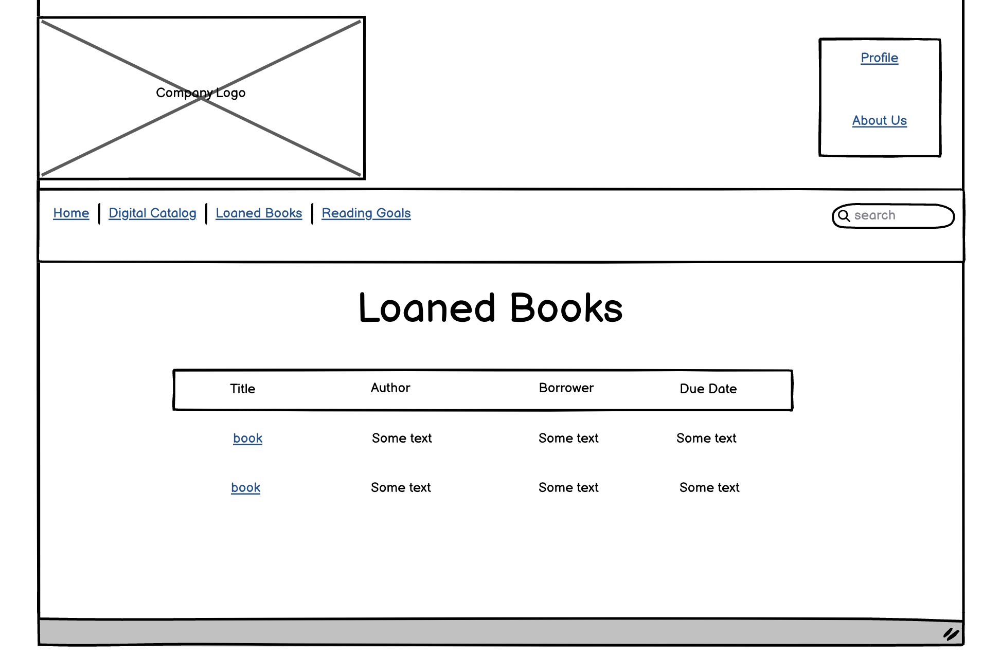 Company Logo
Profile
About Us
Home Digital Catalog Loaned Books Reading Goals search
Loaned Books
Title Author Borrower Due Date
book Some text Some text Some text
book Some text Some text Some text